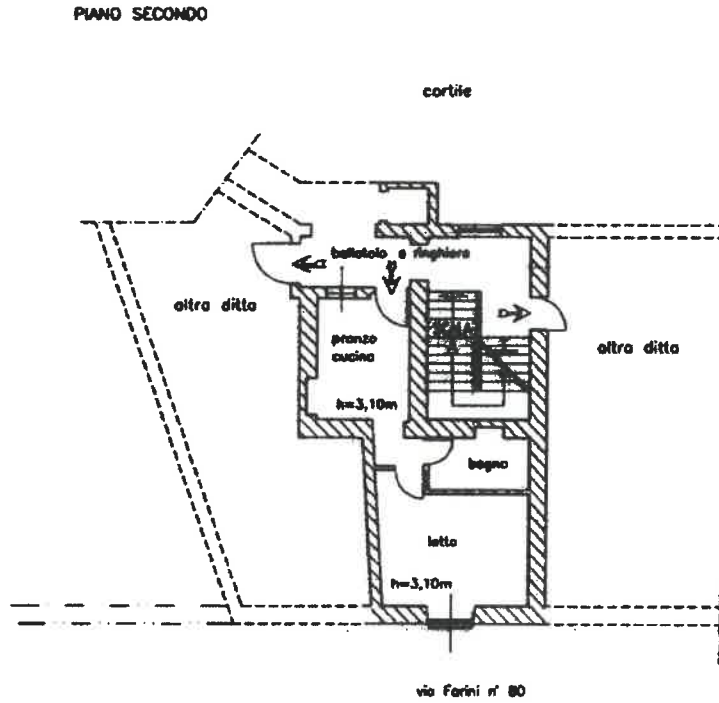 PIANO SECONDO
cortile
ballatoio a ringhiera
altra ditta
pranzo
cucina
SCALA
altra ditta
h=3,10m
bagno
letto
h=3,10m
via Farini n° 80